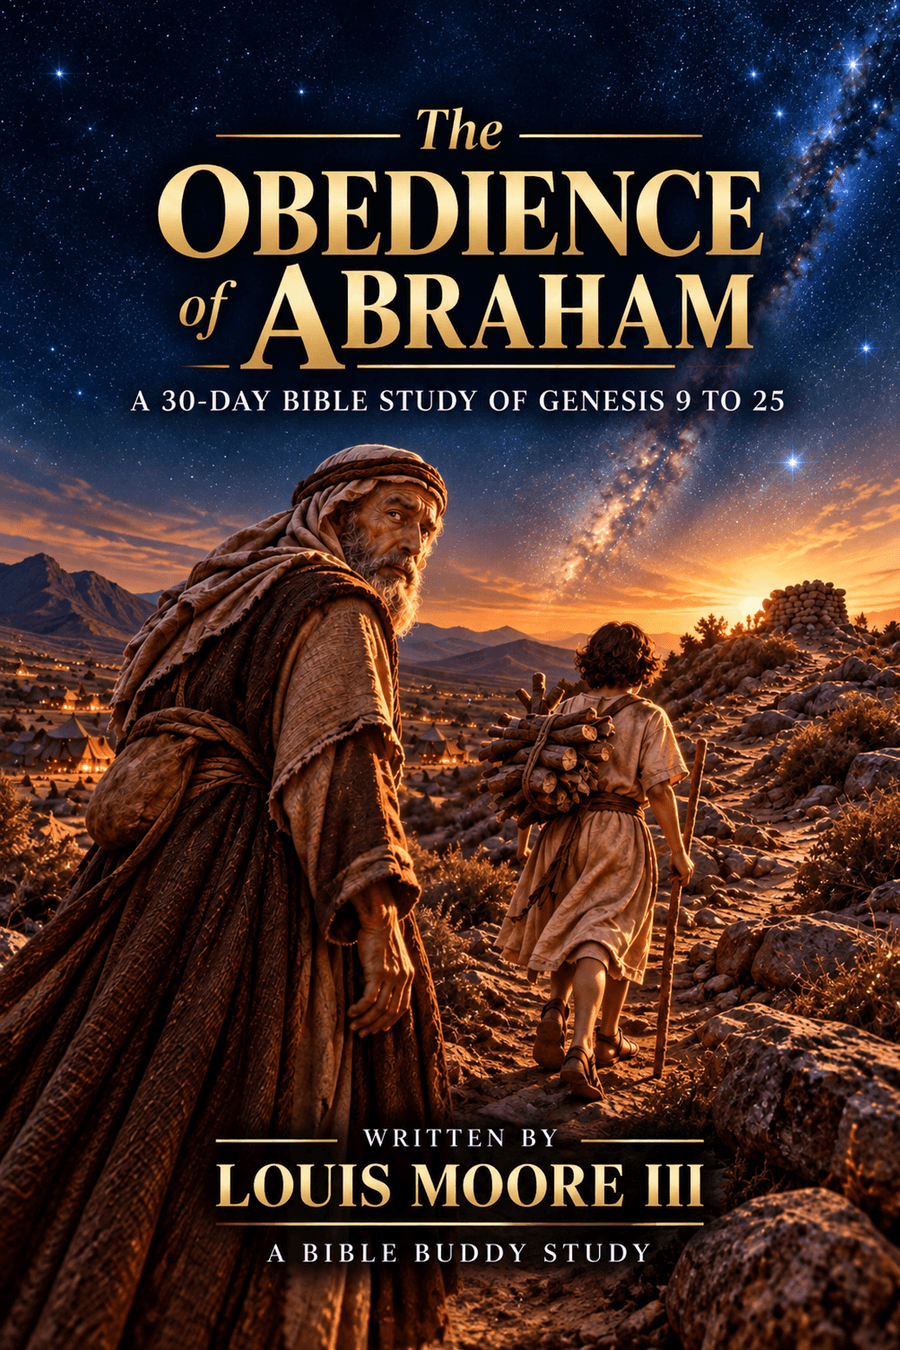 The
OBEDIENCE
of ABRAHAM
A 30-DAY BIBLE STUDY OF GENESIS 9 TO 25
WRITTEN BY
LOUIS MOORE III
A BIBLE BUDDY STUDY